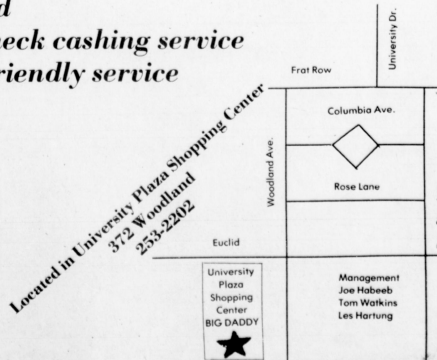 eck cashing service
riendly service
Located in University Plaza Shopping Center
372 Woodland
253-2202
Frat Row
University Dr.
Columbia Ave.
Woodland Ave.
Rose Lane
Euclid
University
Plaza
Shopping
Center
BIG DADDY
Management
Joe Habeeb
Tom Watkins
Les Hartung